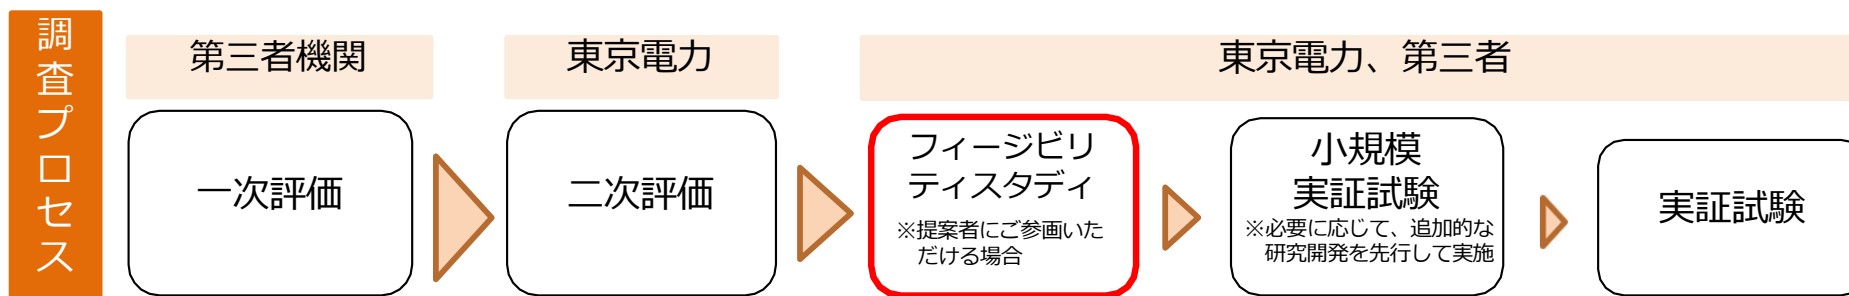 調査プロセス
第三者機関
東京電力
東京電力、第三者
一次評価
二次評価
フィージビリ
ティスタディ
※提案者にご参画いた
だける場合
小規模
実証試験
※必要に応じて、追加的な
研究開発を先行して実施
実証試験